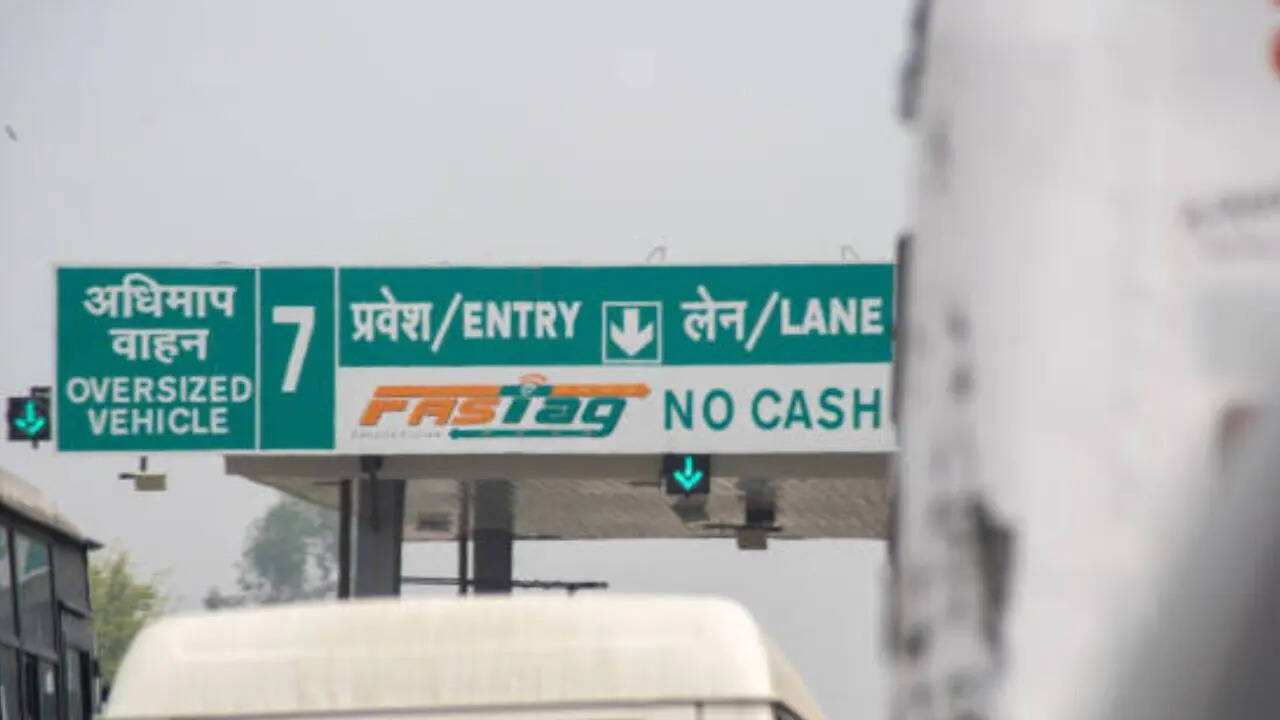 अधिमाप
वाहन
OVERSIZED
VEHICLE
7
प्रवेश/ENTRY लेन/LANE
FASTag NO CASH